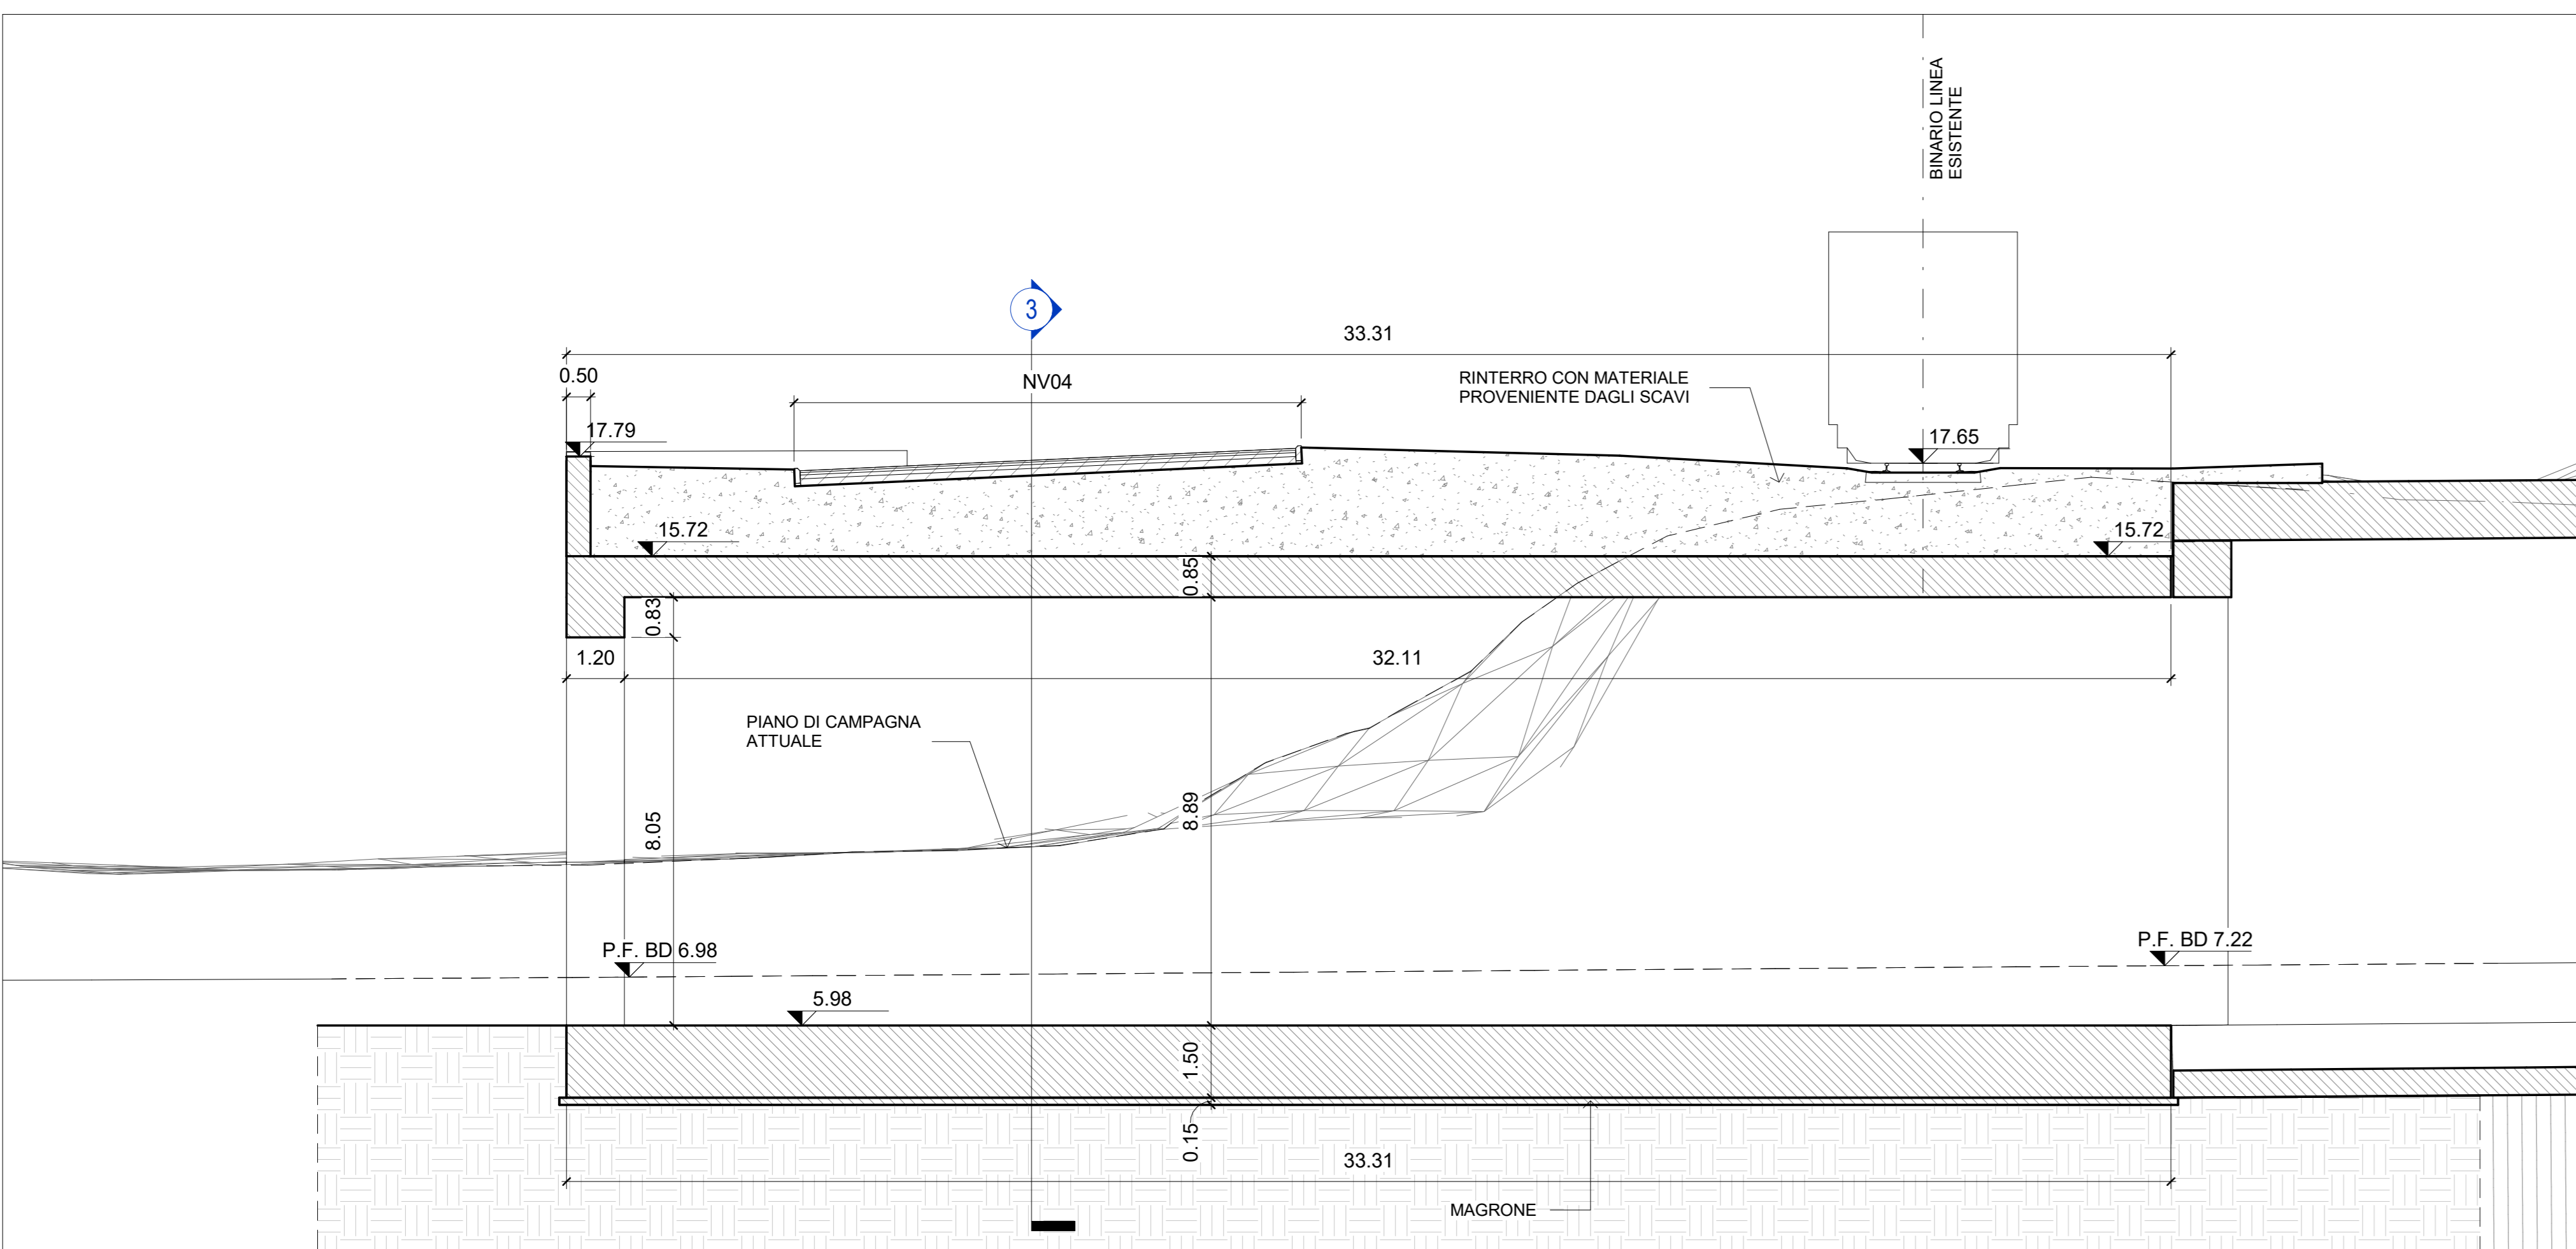 BINARIO LINEA
ESISTENTE
3
33.31
0.50
NV04
RINTERRO CON MATERIALE
PROVENIENTE DAGLI SCAVI
17.79
17.65
15.72
15.72
0.85
0.83
1.20
32.11
PIANO DI CAMPAGNA
ATTUALE
8.05
8.89
P.F. BD 6.98
P.F. BD 7.22
5.98
1.50
0.15
33.31
MAGRONE